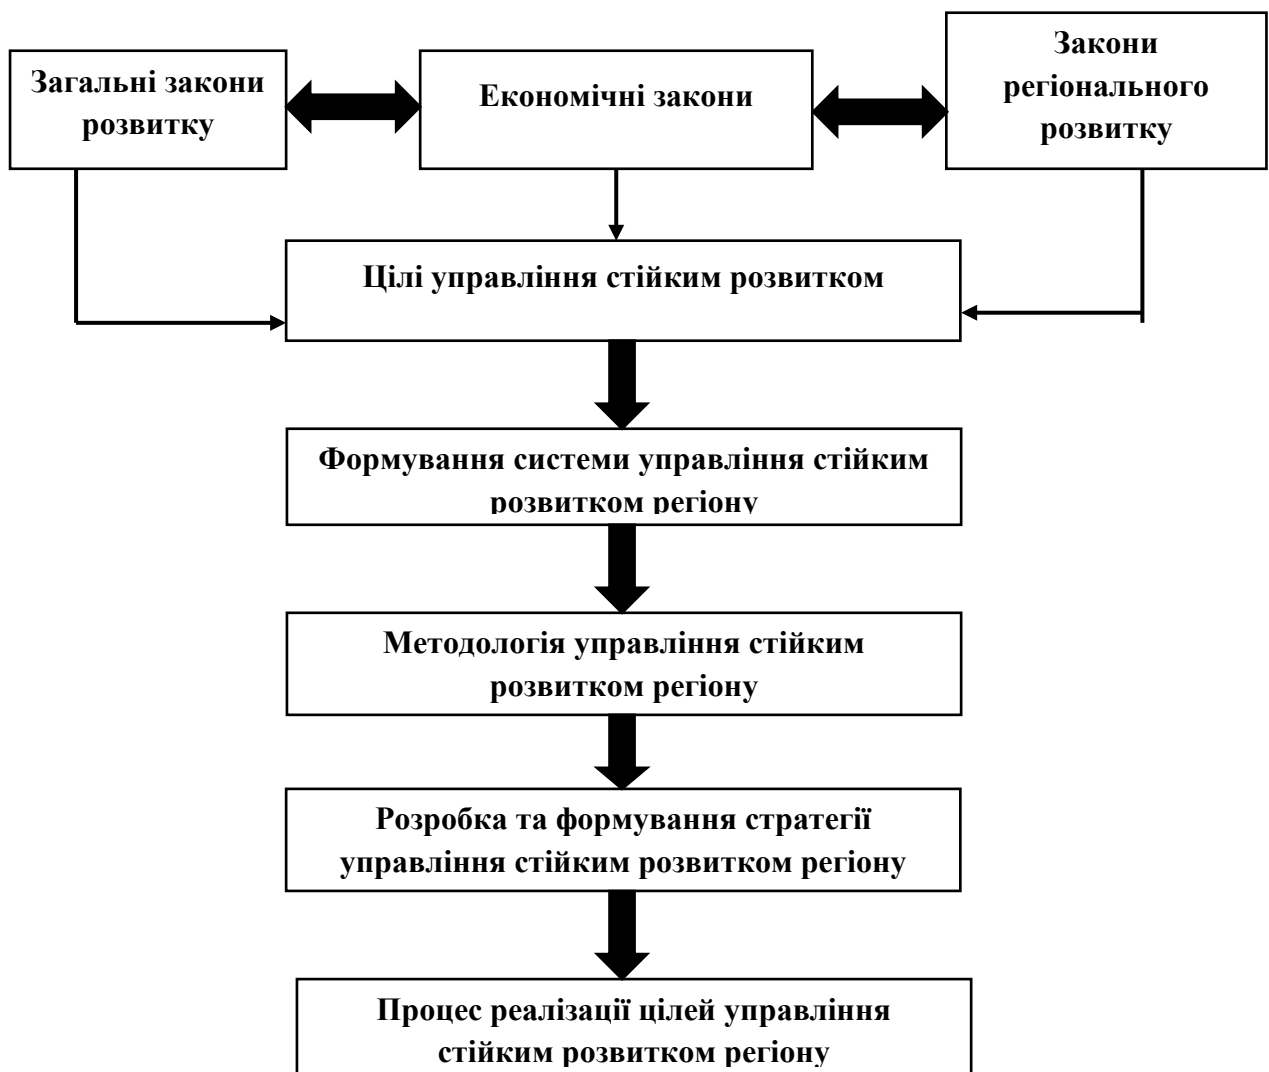 Загальні закони
розвитку
Економічні закони
Закони
регіонального
розвитку
Цілі управління стійким розвитком
Формування системи управління стійким
розвитком регіону
Методологія управління стійким
розвитком регіону
Розробка та формування стратегії
управління стійким розвитком регіону
Процес реалізації цілей управління
стійким розвитком регіону